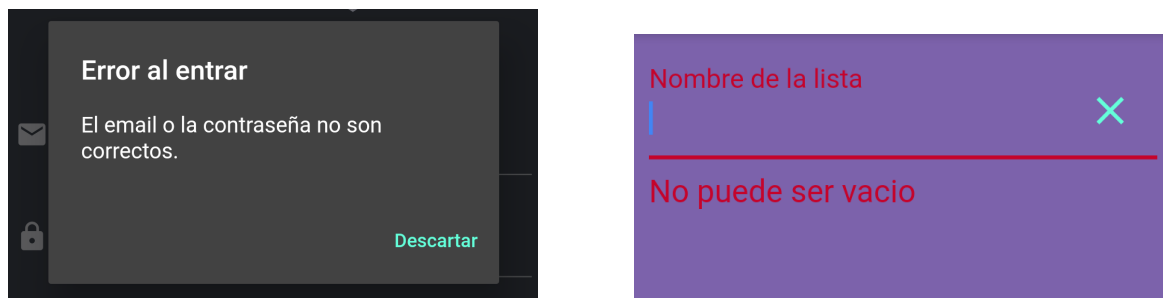 Error al entrar
El email o la contraseña no son
correctos.
Descartar
Nombre de la lista
No puede ser vacio